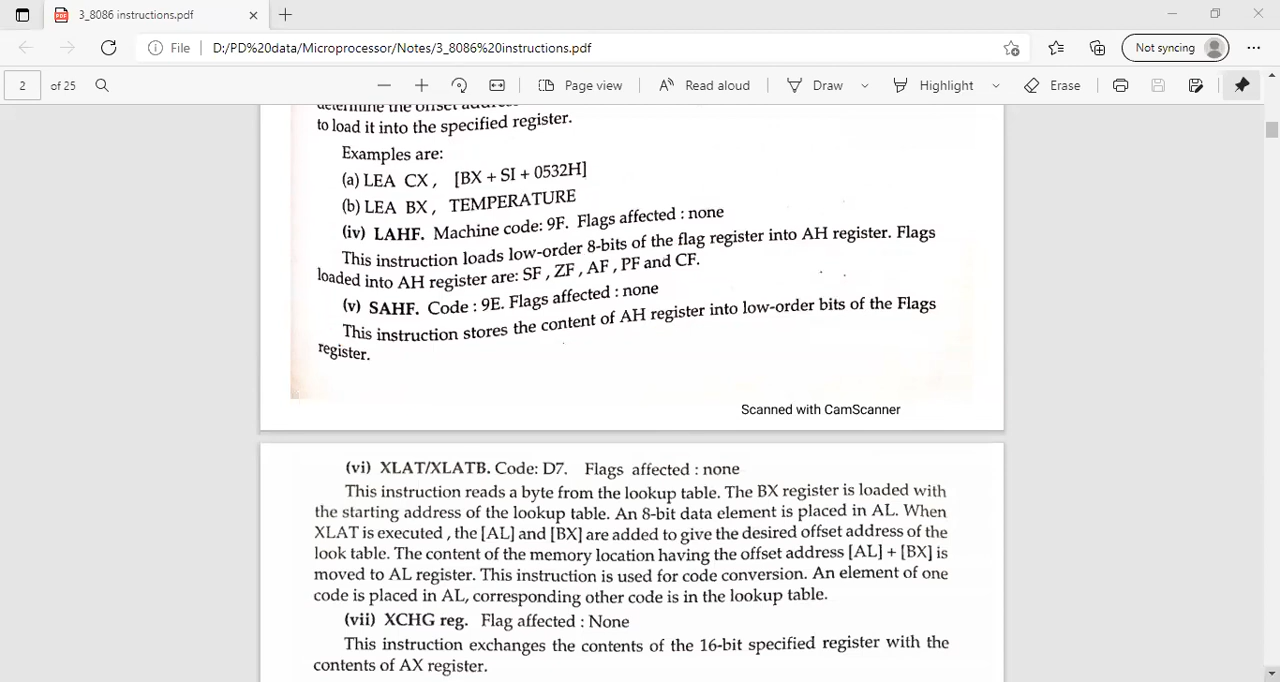 3_8086 instructions.pdf
File D:/PD%20data/Microprocessor/Notes/3_8086%20instructions.pdf
Not syncing
2 of 25 Page view Read aloud Draw Highlight Erase
determine the offset
to load it into the specified register.
Examples are:
(a) LEA CX, [BX + SI + 0532H]
(b) LEA BX, TEMPERATURE
(iv) LAHF. Machine code: 9F. Flags affected : none
This instruction loads low-order 8-bits of the flag register into AH register. Flags
loaded into AH register are: SF, ZF, AF, PF and CF.
(v) SAHF. Code : 9E. Flags affected : none
This instruction stores the content of AH register into low-order bits of the Flags
register.
Scanned with CamScanner
(vi) XLAT/XLATB. Code: D7. Flags affected : none
This instruction reads a byte from the lookup table. The BX register is loaded with
the starting address of the lookup table. An 8-bit data element is placed in AL. When
XLAT is executed , the [AL] and [BX] are added to give the desired offset address of the
look table. The content of the memory location having the offset address [AL] + [BX] is
moved to AL register. This instruction is used for code conversion. An element of one
code is placed in AL, corresponding other code is in the lookup table.
(vii) XCHG reg. Flag affected : None
This instruction exchanges the contents of the 16-bit specified register with the
contents of AX register.